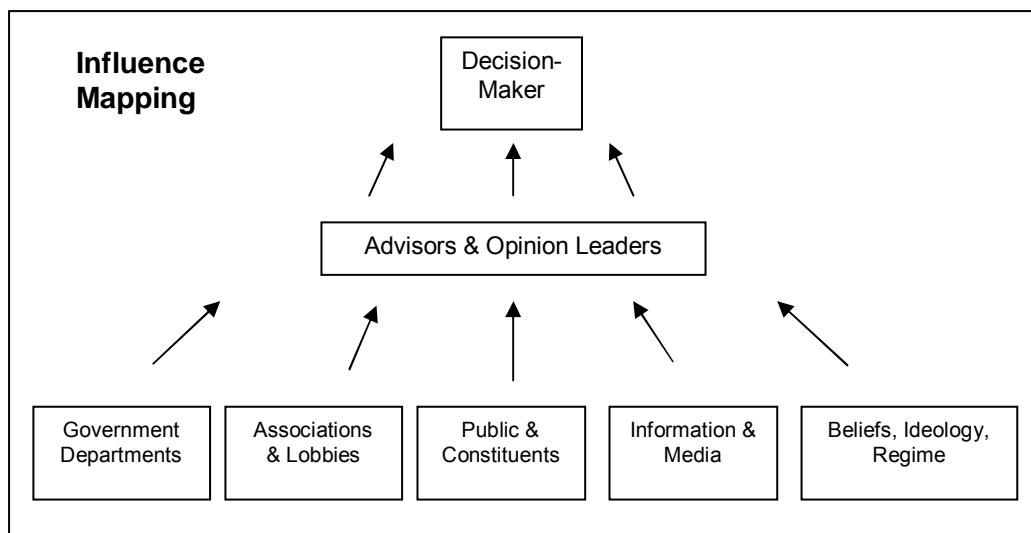 Influence
Mapping
Decision-
Maker
Advisors & Opinion Leaders
Government
Departments
Associations
& Lobbies
Public &
Constituents
Information &
Media
Beliefs, Ideology,
Regime